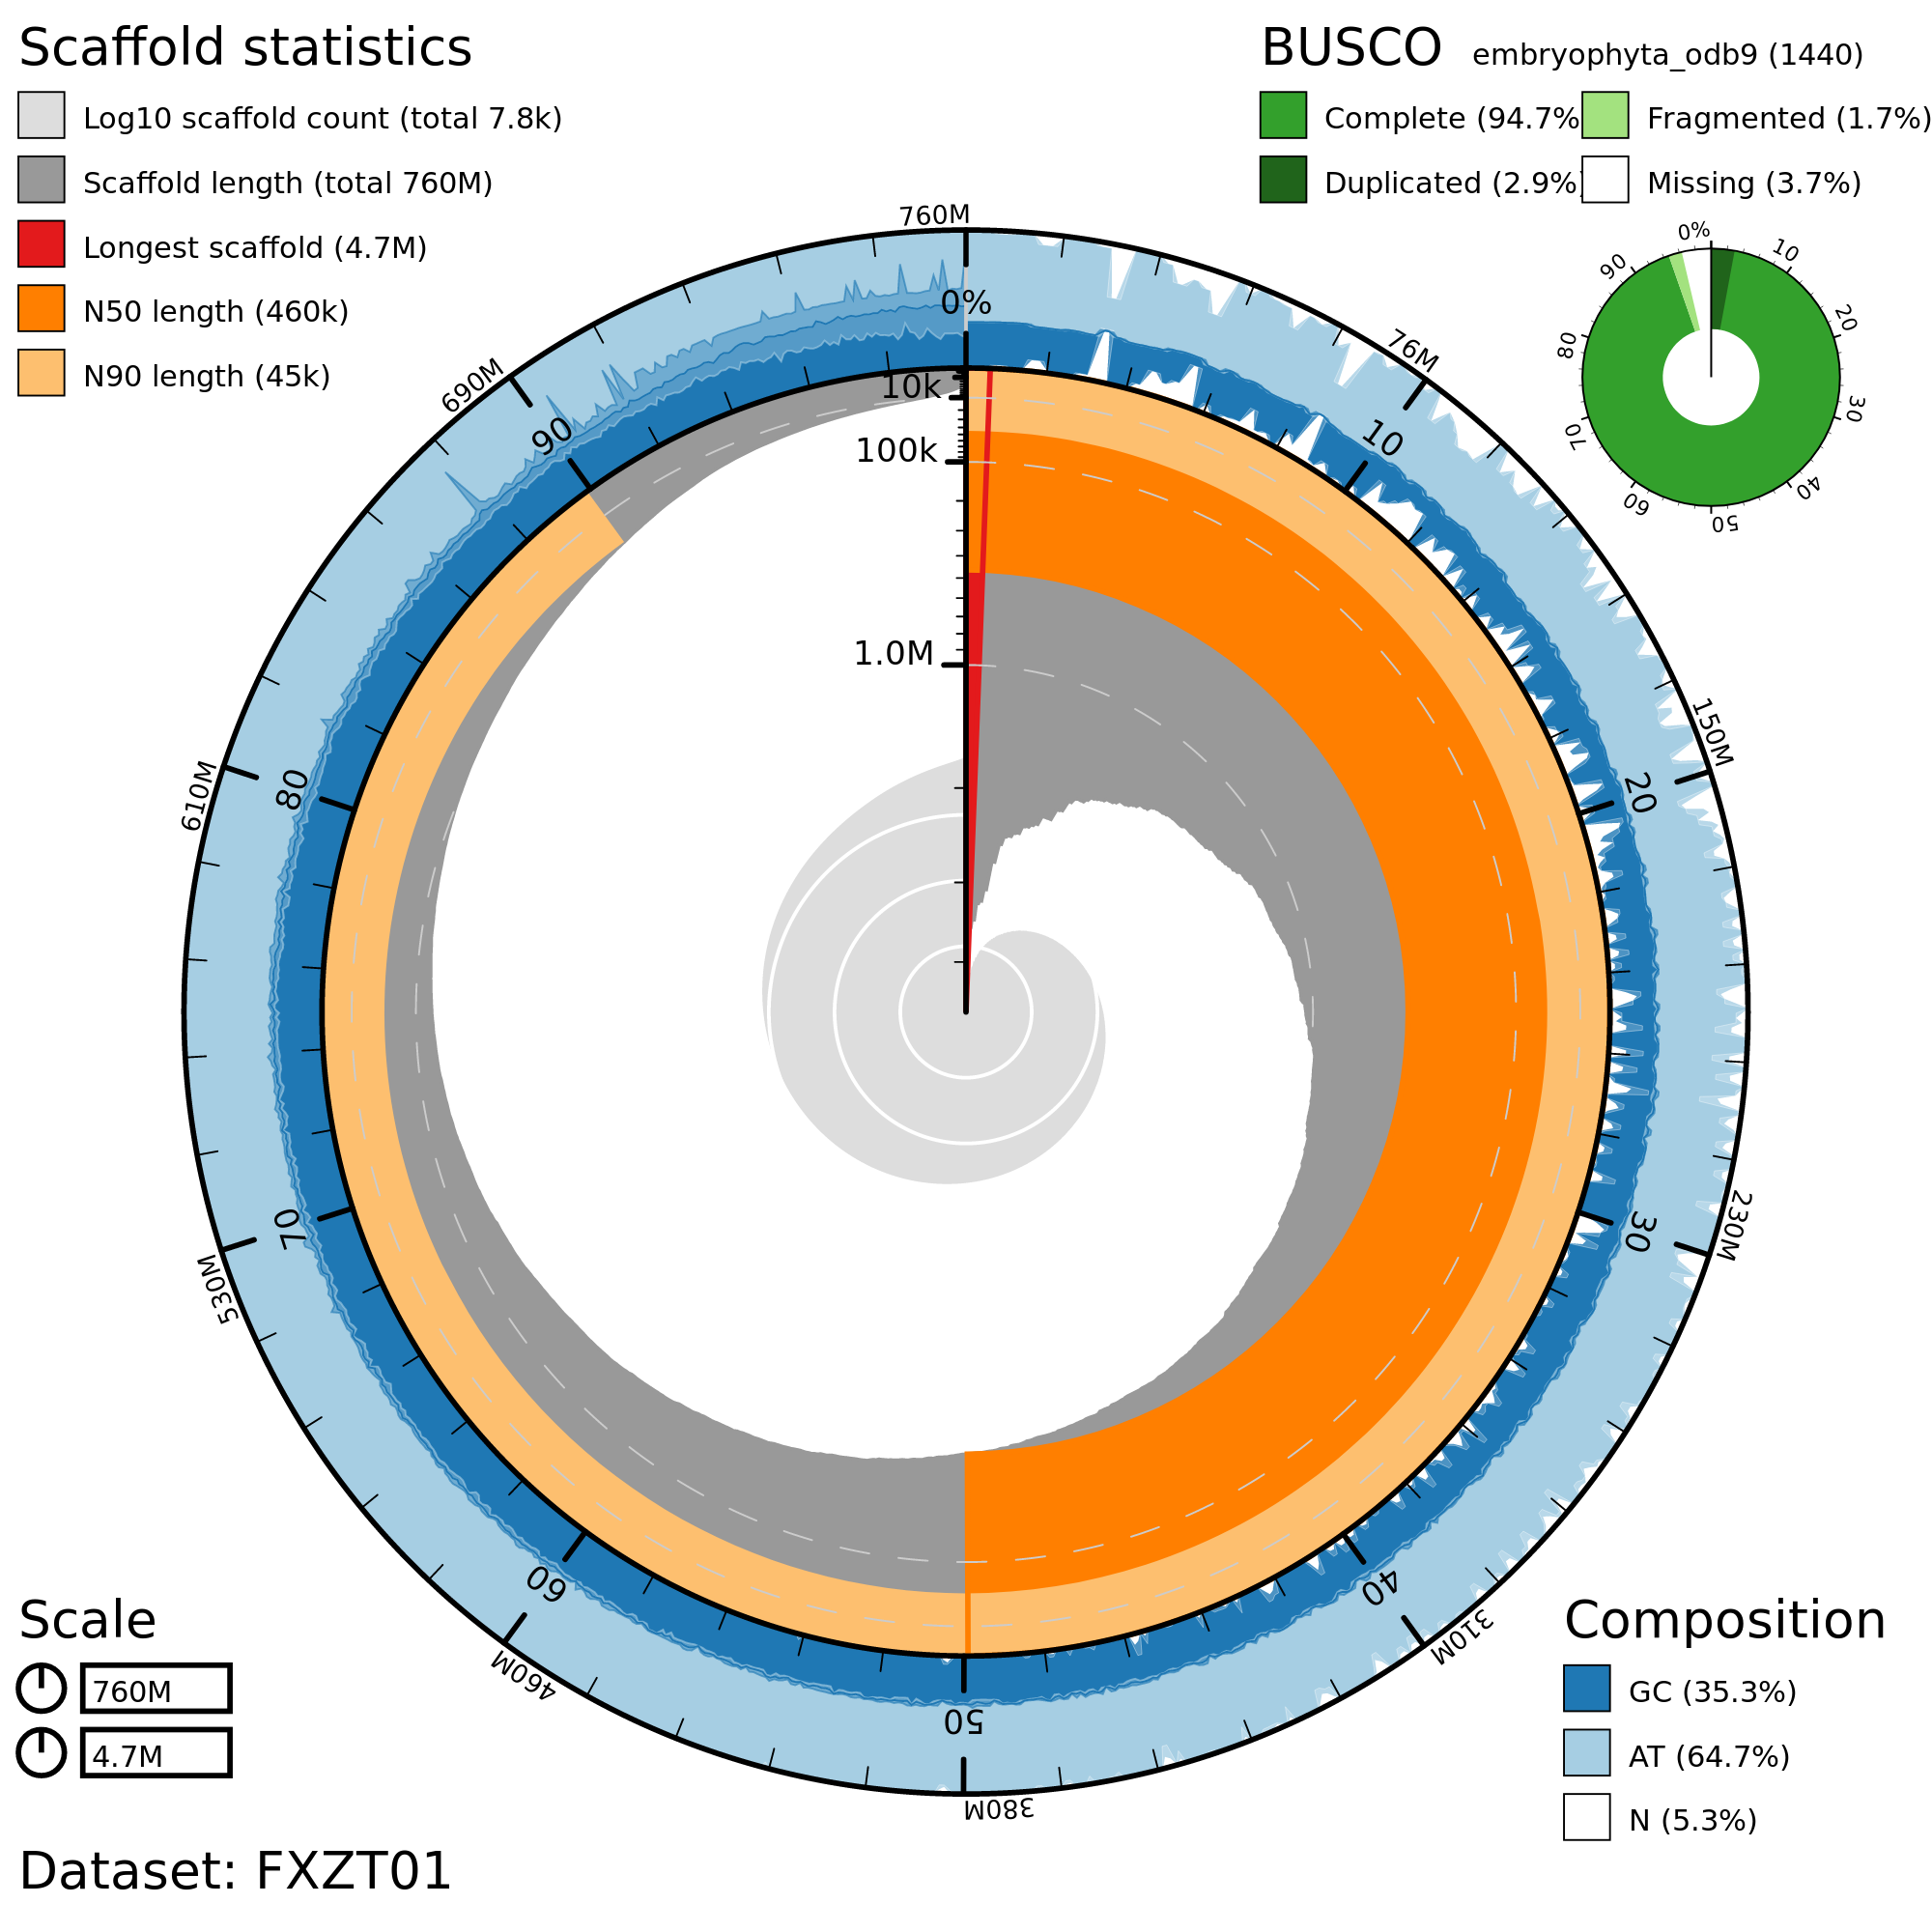 Scaffold statistics
Log10 scaffold count (total 7.8k)
Scaffold length (total 760M)
Longest scaffold (4.7M)
N50 length (460k)
N90 length (45k)
BUSCO embryophyta_odb9 (1440)
Complete (94.7%
Fragmented (1.7%)
Duplicated (2.9%)
Missing (3.7%)
0%
10
20
30
40
50
60
70
80
90
760M
76M
150M
230M
310M
380M
460M
530M
610M
690M
0%
10
20
30
40
50
60
70
80
90
10k
100k
1.0M
Scale
760M
4.7M
Composition
GC (35.3%)
AT (64.7%)
N (5.3%)
Dataset: FXZT01